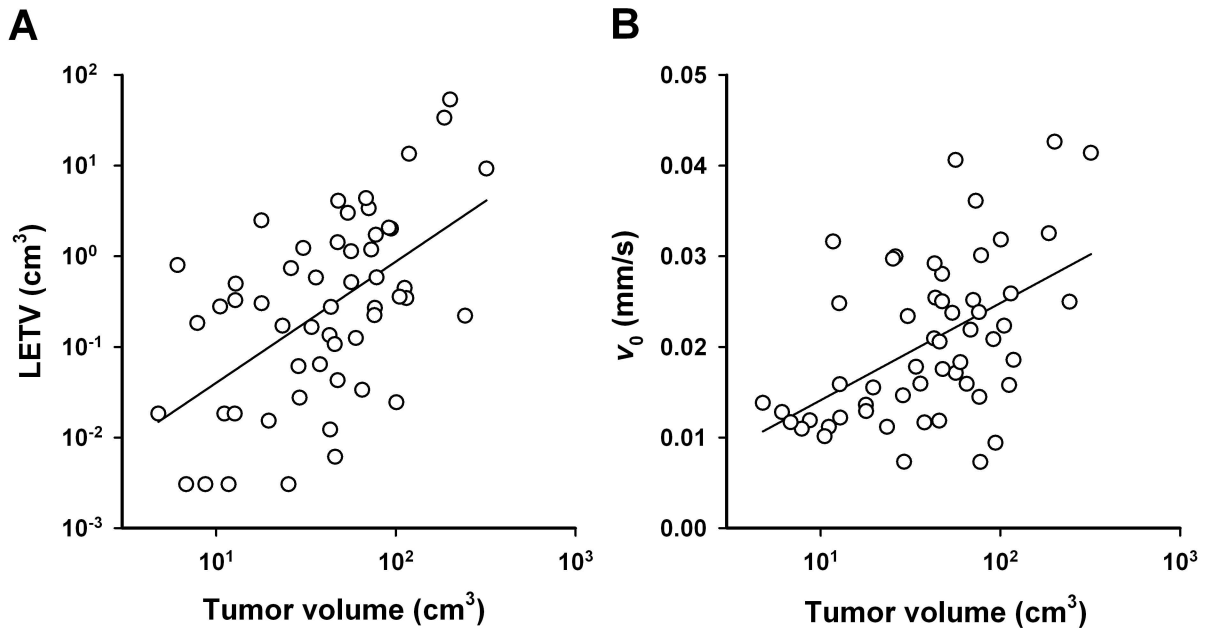 A
10²
10¹
10⁰
10⁻¹
10⁻²
10⁻³
LETV (cm³)
10¹ 10² 10³
Tumor volume (cm³)
B
0.05
0.04
0.03
0.02
0.01
0.00
v₀ (mm/s)
10¹ 10² 10³
Tumor volume (cm³)